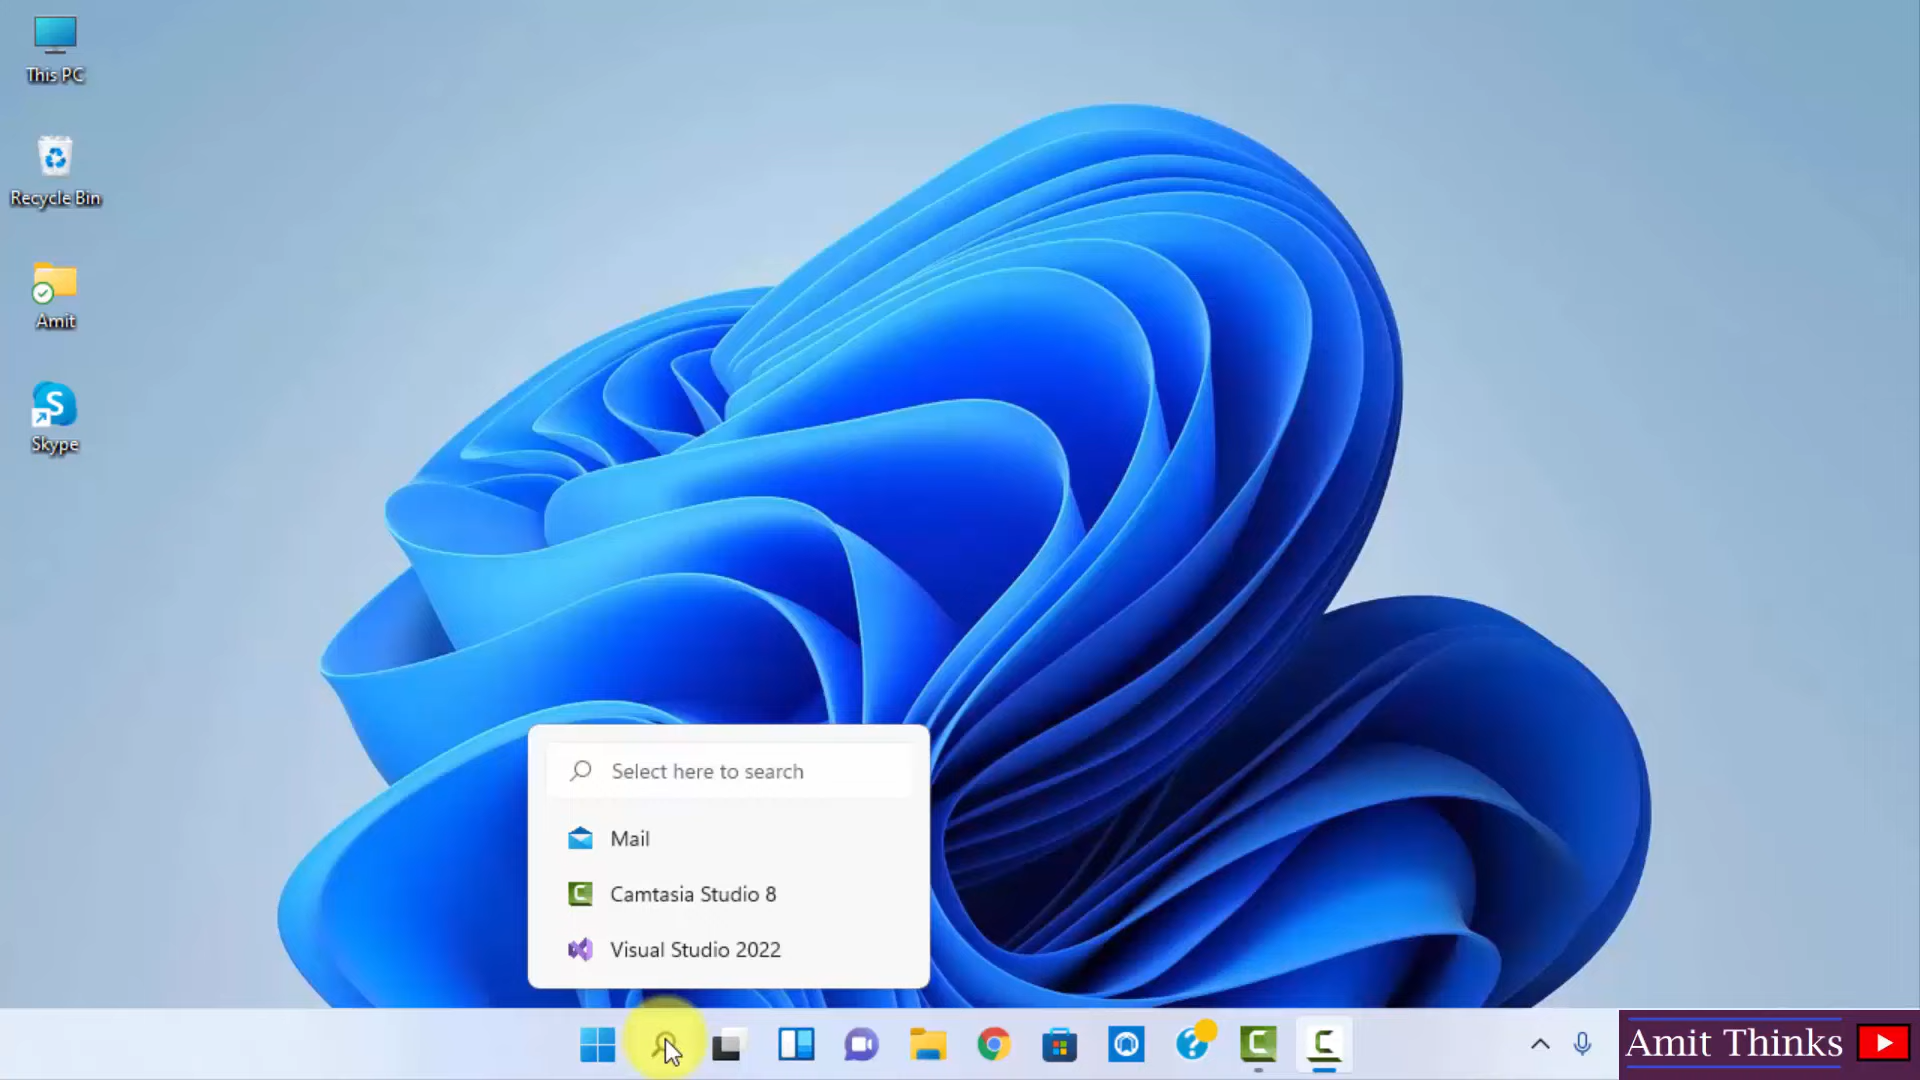 This PC
Recycle Bin
Amit
Skype
Select here to search
Mail
Camtasia Studio 8
Visual Studio 2022
Amit Thinks